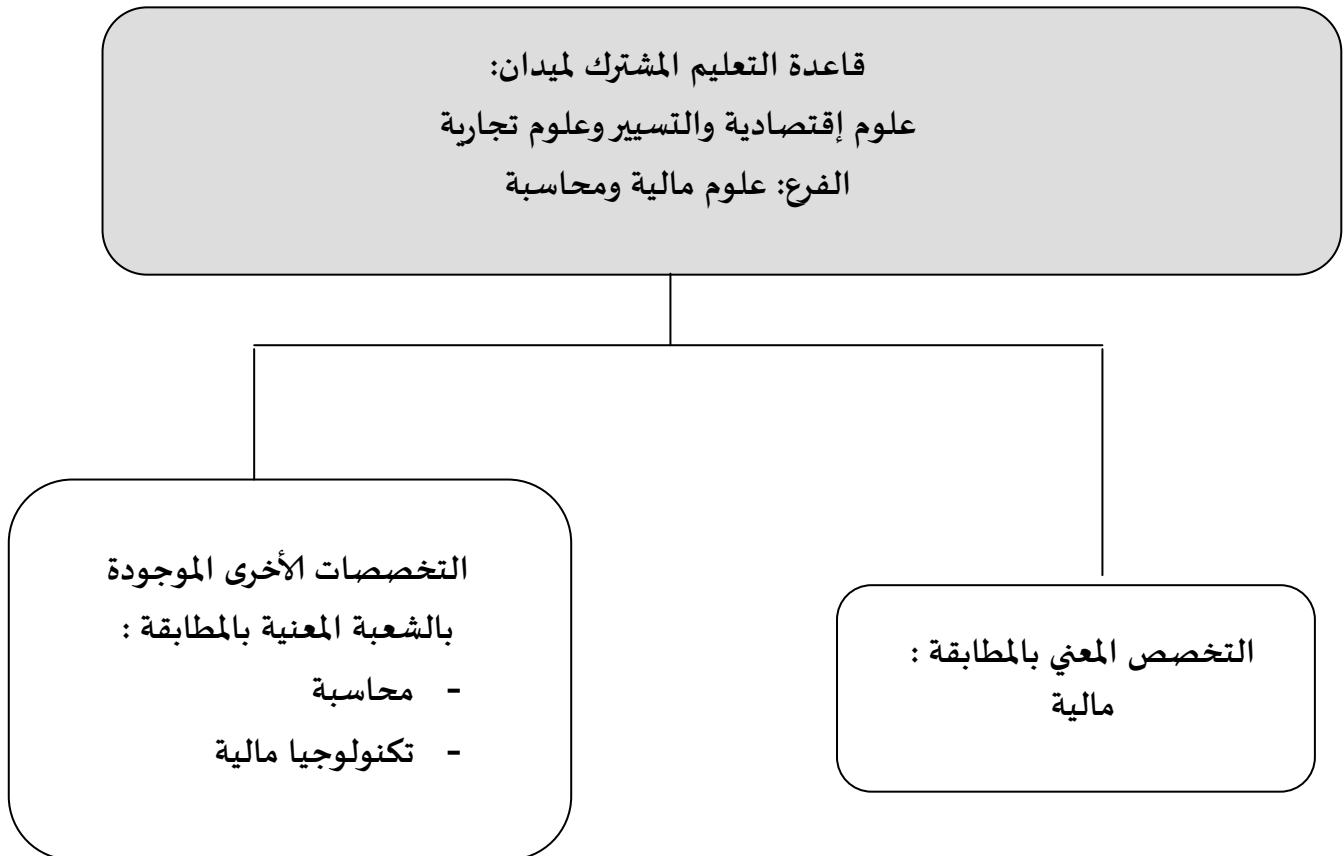 قاعدة التعليم المشترك لميدان:
علوم إقتصادية والتسيير وعلوم تجارية
الفرع: علوم مالية ومحاسبة
التخصص المعني بالمطابقة :
مالية
التخصصات الأخرى الموجودة
بالشعبة المعنية بالمطابقة :
- محاسبة
- تكنولوجيا مالية